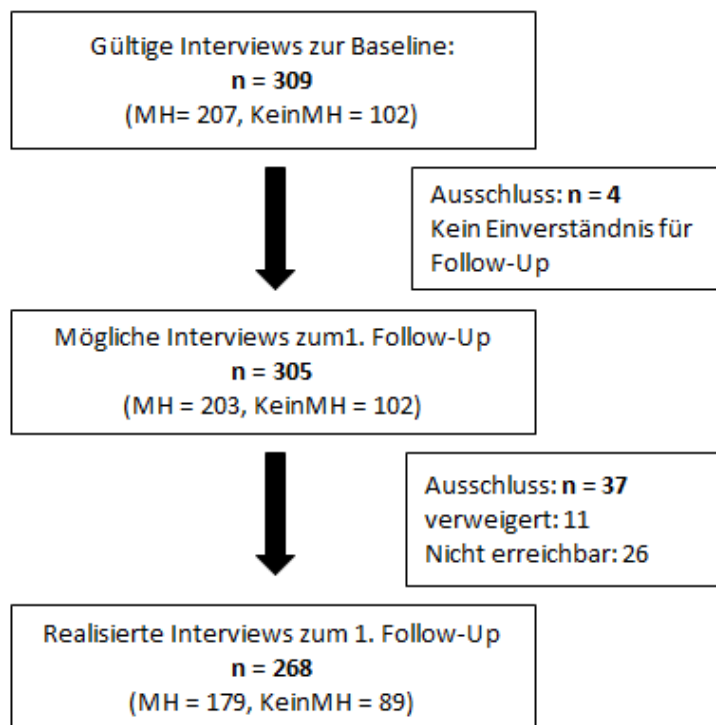 Gültige Interviews zur Baseline:
n = 309
(MH= 207, KeinMH = 102)
Ausschluss: n = 4
Kein Einverständnis für
Follow-Up
Mögliche Interviews zum1. Follow-Up
n = 305
(MH = 203, KeinMH = 102)
Ausschluss: n = 37
verweigert: 11
Nicht erreichbar: 26
Realisierte Interviews zum 1. Follow-Up
n = 268
(MH = 179, KeinMH = 89)